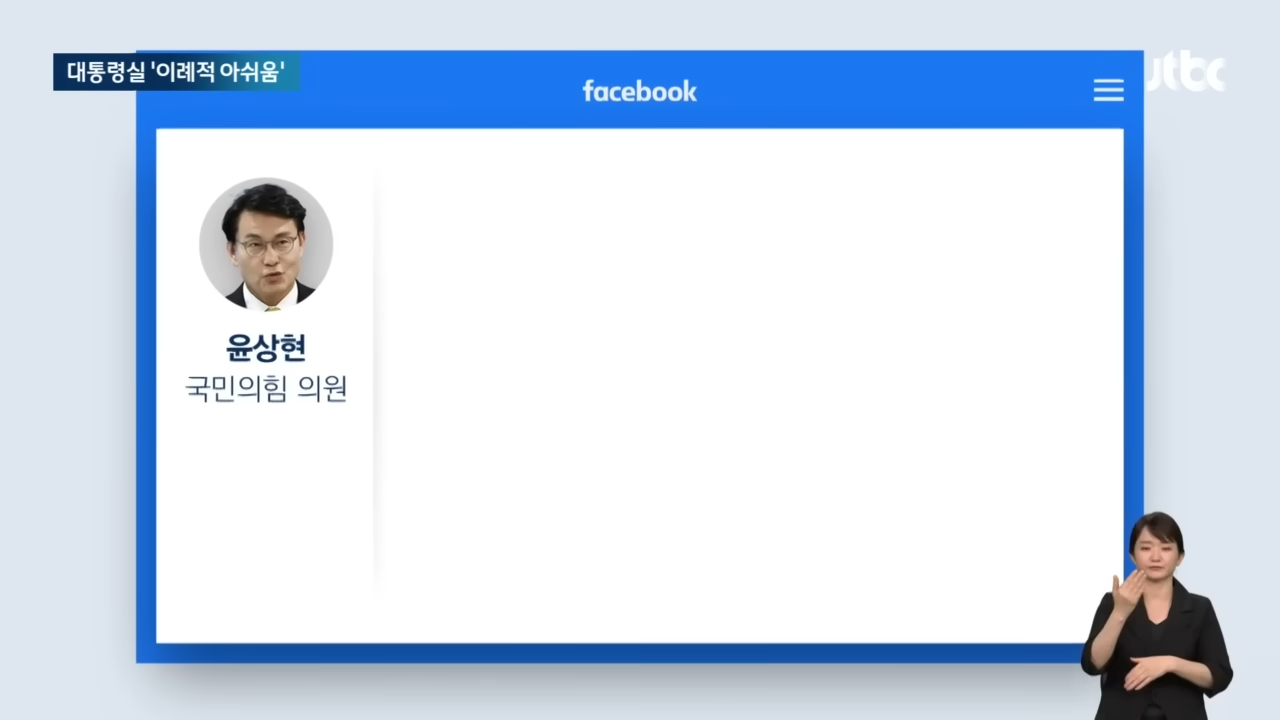 대통령실 '이례적 아쉬움'
facebook
jtbc
윤상현
국민의힘 의원